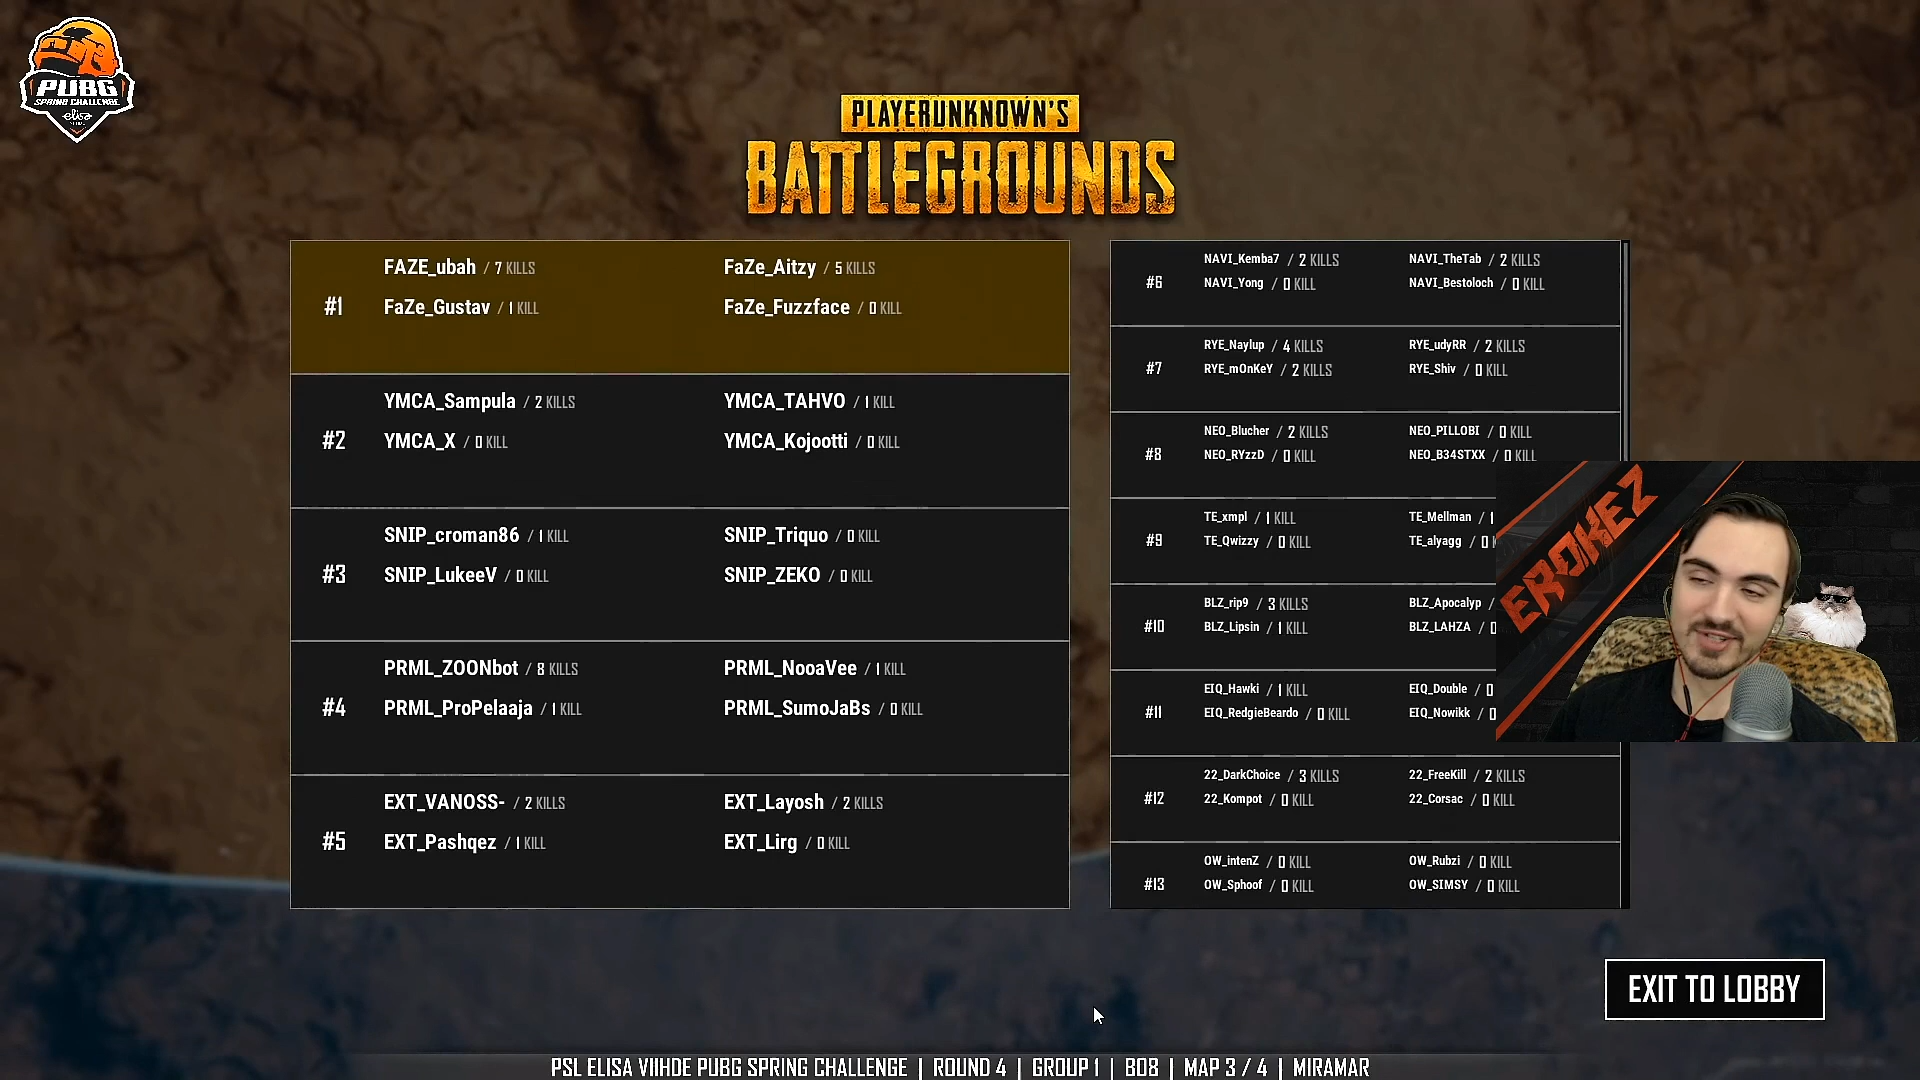 PUBG
SPRING CHALLENGE
elisa
PLAYERUNKNOWN'S
BATTLEGROUNDS
#1
FAZE_ubah / 7 KILLS
FaZe_Aitzy / 5 KILLS
FaZe_Gustav / 1 KILL
FaZe_Fuzzface / 0 KILL
#2
YMCA_Sampula / 2 KILLS
YMCA_TAHVO / 1 KILL
YMCA_X / 0 KILL
YMCA_Kojootti / 0 KILL
#3
SNIP_croman86 / 1 KILL
SNIP_Triquo / 0 KILL
SNIP_LukeeV / 0 KILL
SNIP_ZEKO / 0 KILL
#4
PRML_ZOONbot / 8 KILLS
PRML_NooaVee / 1 KILL
PRML_ProPelaaja / 1 KILL
PRML_SumoJaBs / 0 KILL
#5
EXT_VANOSS- / 2 KILLS
EXT_Layosh / 2 KILLS
EXT_Pashqez / 1 KILL
EXT_Lirg / 0 KILL
#6
NAVI_Kemba7 / 2 KILLS
NAVI_TheTab / 2 KILLS
NAVI_Yong / 0 KILL
NAVI_Bestoloch / 0 KILL
#7
RYE_Naylup / 4 KILLS
RYE_udyRR / 2 KILLS
RYE_mOnKeY / 2 KILLS
RYE_Shiv / 0 KILL
#8
NEO_Blucher / 2 KILLS
NEO_PILLOBI / 0 KILL
NEO_RYzzD / 0 KILL
NEO_B34STXX / 0 KILL
#9
TE_xmpl / 1 KILL
TE_Mellman / 1
TE_Qwizzy / 0 KILL
TE_alyagg / 0
#10
BLZ_rip9 / 3 KILLS
BLZ_Apocalyp /
BLZ_Lipsin / 1 KILL
BLZ_LAHZA / 0
#11
EIQ_Hawki / 1 KILL
EIQ_Double / 0
EIQ_RedgieBeardo / 0 KILL
EIQ_Nowikk / 0
#12
22_DarkChoice / 3 KILLS
22_FreeKill / 2 KILLS
22_Kompot / 0 KILL
22_Corsac / 0 KILL
#13
OW_intenZ / 0 KILL
OW_Rubzi / 0 KILL
OW_Sphoof / 0 KILL
OW_SIMSY / 0 KILL
EROKEZ
EXIT TO LOBBY
PSL ELISA VIIHDE PUBG SPRING CHALLENGE | ROUND 4 | GROUP 1 | BO8 | MAP 3 / 4 | MIRAMAR